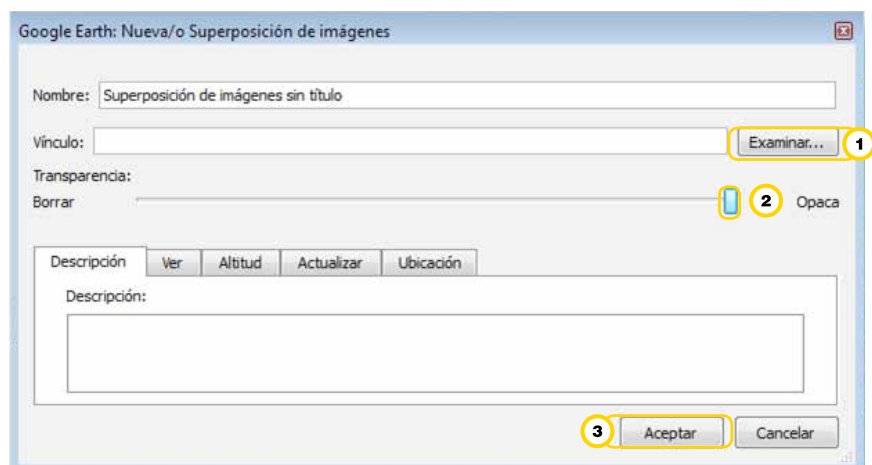 Google Earth: Nueva/o Superposición de imágenes
Nombre: Superposición de imágenes sin título
Vínculo: Examinar... 1
Transparencia:
Borrar 2 Opaca
Descripción Ver Altitud Actualizar Ubicación
Descripción:
3 Aceptar Cancelar